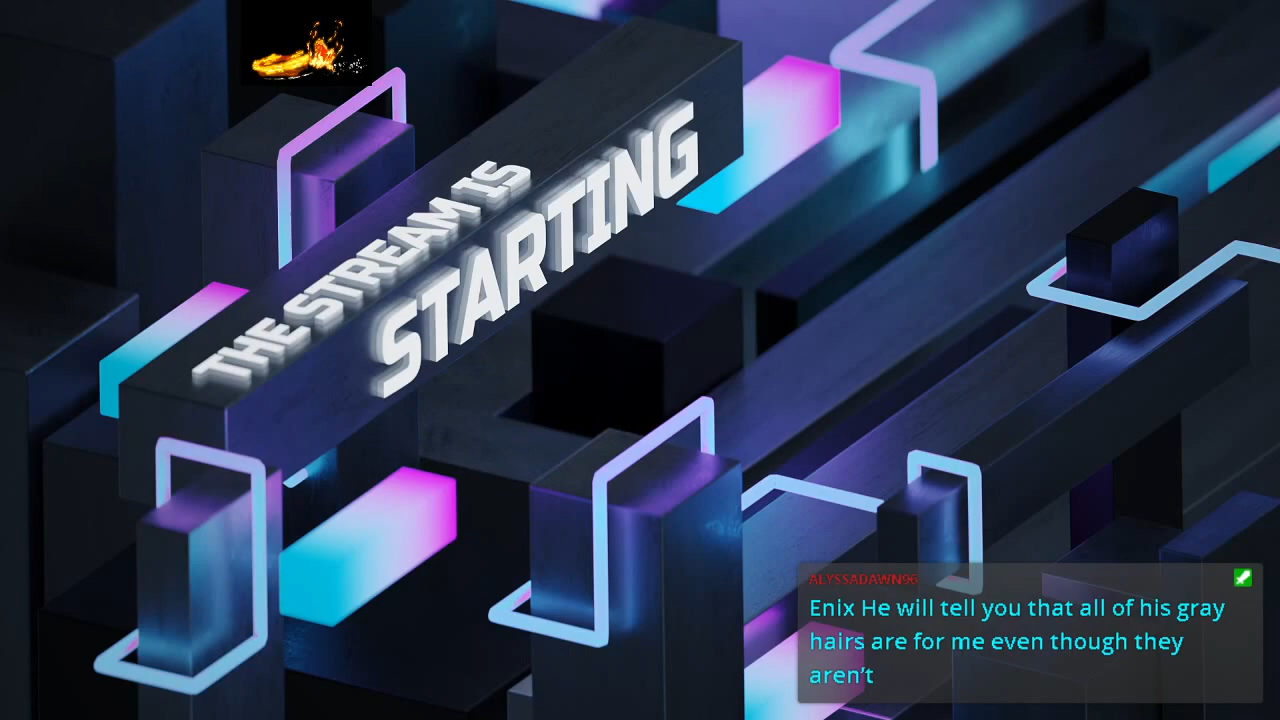 THE STREAM IS
STARTING
ALYSSADAWN96
Enix He will tell you that all of his gray
hairs are for me even though they
aren't